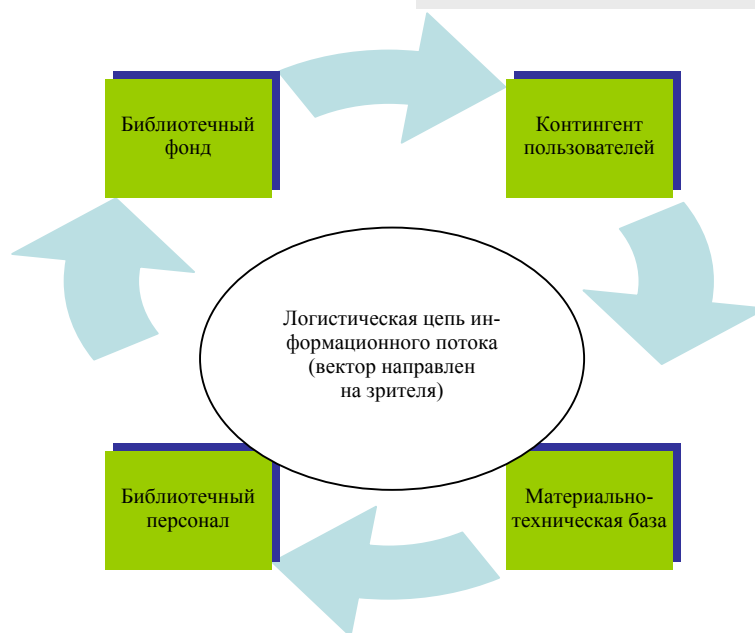 Библиотечный
фонд
Контингент
пользователей
Логистическая цепь ин-
формационного потока
(вектор направлен
на зрителя)
Библиотечный
персонал
Материально-
техническая база